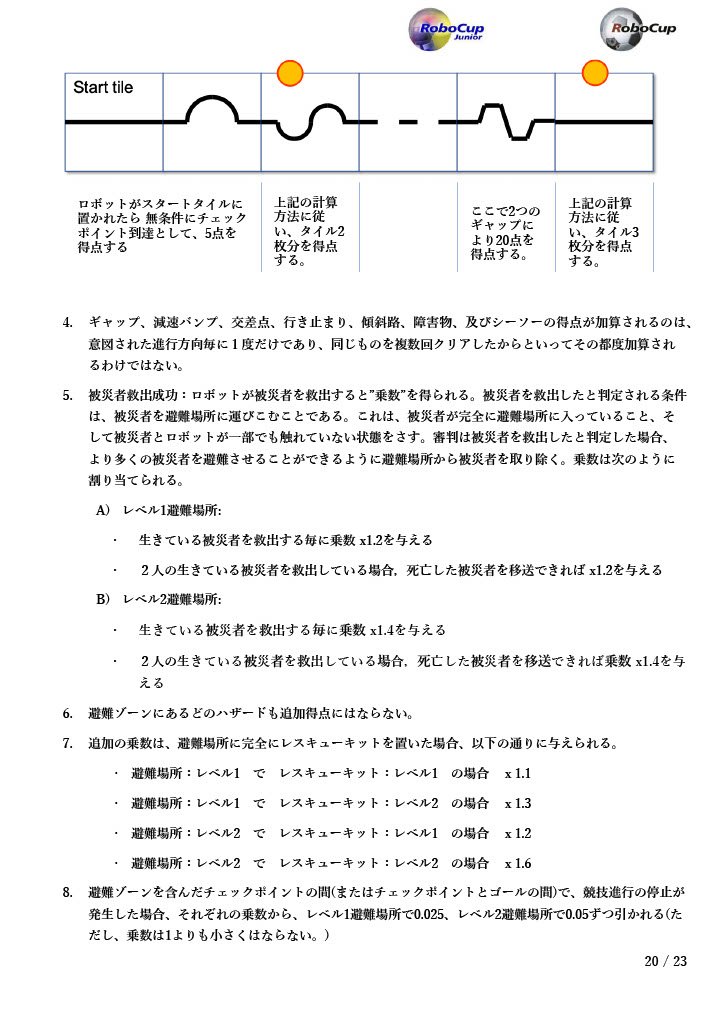 RoboCup
Junior
RoboCup
Start tile
ロボットがスタートタイルに
置かれたら 無条件にチェック
ポイント到達として、5点を
得点する
上記の計算
方法に従
い、タイル2
枚分を得点
する。
ここで2つの
ギャップに
より20点を
得点する。
上記の計算
方法に従
い、タイル3
枚分を得点
する。
4. ギャップ、減速バンプ、交差点、行き止まり、傾斜路、障害物、及びシーソーの得点が加算されるのは、
意図された進行方向毎に１度だけであり、同じものを複数回クリアしたからといってその都度加算され
るわけではない。
5. 被災者救出成功：ロボットが被災者を救出すると”乗数”を得られる。被災者を救出したと判定される条件
は、被災者を避難場所に運びこむことである。これは、被災者が完全に避難場所に入っていること、そ
して被災者とロボットが一部でも触れていない状態をさす。審判は被災者を救出したと判定した場合、
より多くの被災者を避難させることができるように避難場所から被災者を取り除く。乗数は次のように
割り当てられる。
A） レベル1避難場所:
· 生きている被災者を救出する毎に乗数 x1.2を与える
· ２人の生きている被災者を救出している場合，死亡した被災者を移送できれば x1.2を与える
B） レベル2避難場所:
· 生きている被災者を救出する毎に乗数 x1.4を与える
· ２人の生きている被災者を救出している場合，死亡した被災者を移送できれば乗数 x1.4を与
える
6. 避難ゾーンにあるどのハザードも追加得点にはならない。
7. 追加の乗数は、避難場所に完全にレスキューキットを置いた場合、以下の通りに与えられる。
· 避難場所：レベル1 で レスキューキット：レベル1 の場合 x 1.1
· 避難場所：レベル1 で レスキューキット：レベル2 の場合 x 1.3
· 避難場所：レベル2 で レスキューキット：レベル1 の場合 x 1.2
· 避難場所：レベル2 で レスキューキット：レベル2 の場合 x 1.6
8. 避難ゾーンを含んだチェックポイントの間(またはチェックポイントとゴールの間)で、競技進行の停止が
発生した場合、それぞれの乗数から、レベル1避難場所で0.025、レベル2避難場所で0.05ずつ引かれる(た
だし、乗数は1よりも小さくはならない。)
20 / 23